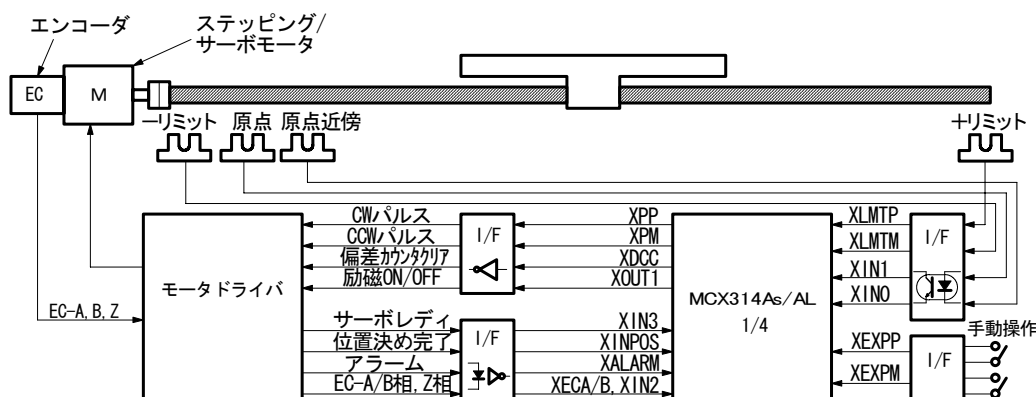 エンコーダ
ステッピング/
サーボモータ
EC
M
ーリミット
原点
原点近傍
＋リミット
CWパルス
CCWパルス
偏差カウンタクリア
励磁ON/OFF
I/F
XPP
XPM
XDCC
XOUT1
XLMTP
XLMTM
XIN1
XIN0
I/F
モータドライバ
MCX314As/AL
1/4
EC-A, B, Z
サーボレディ
位置決め完了
アラーム
EC-A/B相, Z相
I/F
XIN3
XINPOS
XALARM
XECA/B, XIN2
XEXPP
XEXPM
I/F
手動操作